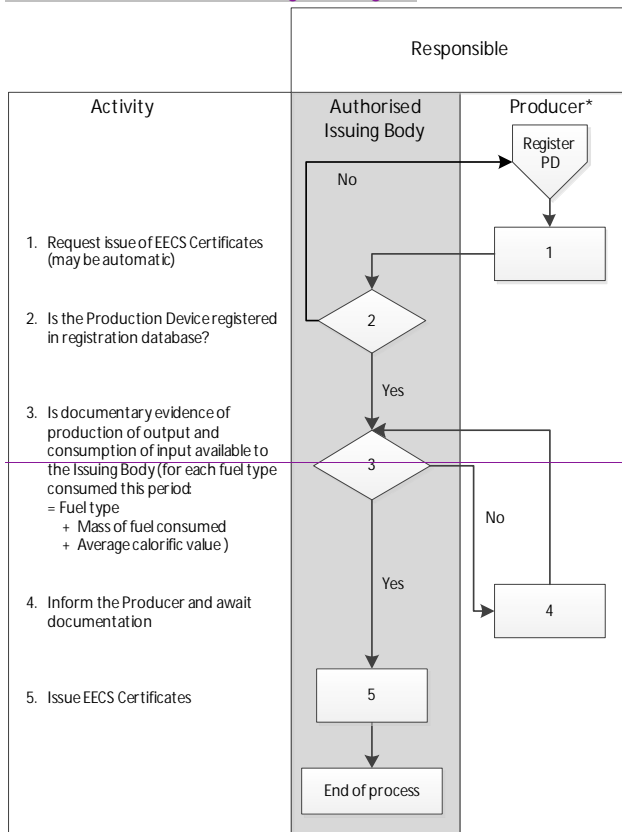 Responsible
Activity
Authorised
Issuing Body
Producer*
Register
PD
No
1. Request issue of EECS Certificates
(may be automatic)
1
2. Is the Production Device registered
in registration database?
2
Yes
3. Is documentary evidence of
production of output and
consumption of input available to
the Issuing Body (for each fuel type
consumed this period:
= Fuel type
+ Mass of fuel consumed
+ Average calorific value )
3
No
Yes
4. Inform the Producer and await
documentation
4
5. Issue EECS Certificates
5
End of process